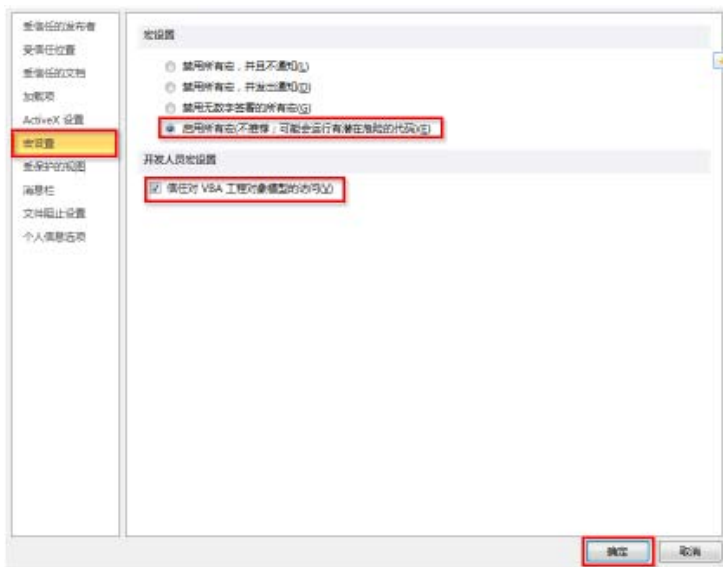 受信任的发布者
受信任位置
受信任的文档
加载项
ActiveX 设置
宏设置
受保护的视图
消息栏
文件阻止设置
个人信息选项
宏设置
禁用所有宏，并且不通知(L)
禁用所有宏，并发出通知(D)
禁用无数字签署的所有宏(G)
启用所有宏(不推荐；可能会运行有潜在危险的代码)(E)
开发人员宏设置
信任对 VBA 工程对象模型的访问(V)
确定
取消